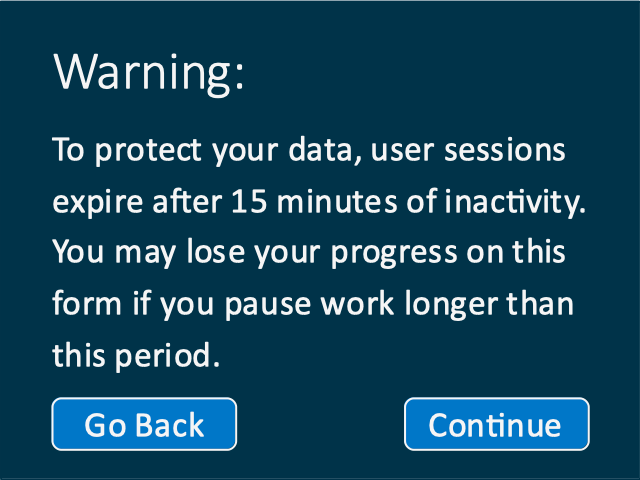 Warning:
To protect your data, user sessions
expire after 15 minutes of inactivity.
You may lose your progress on this
form if you pause work longer than
this period.
Go Back
Continue